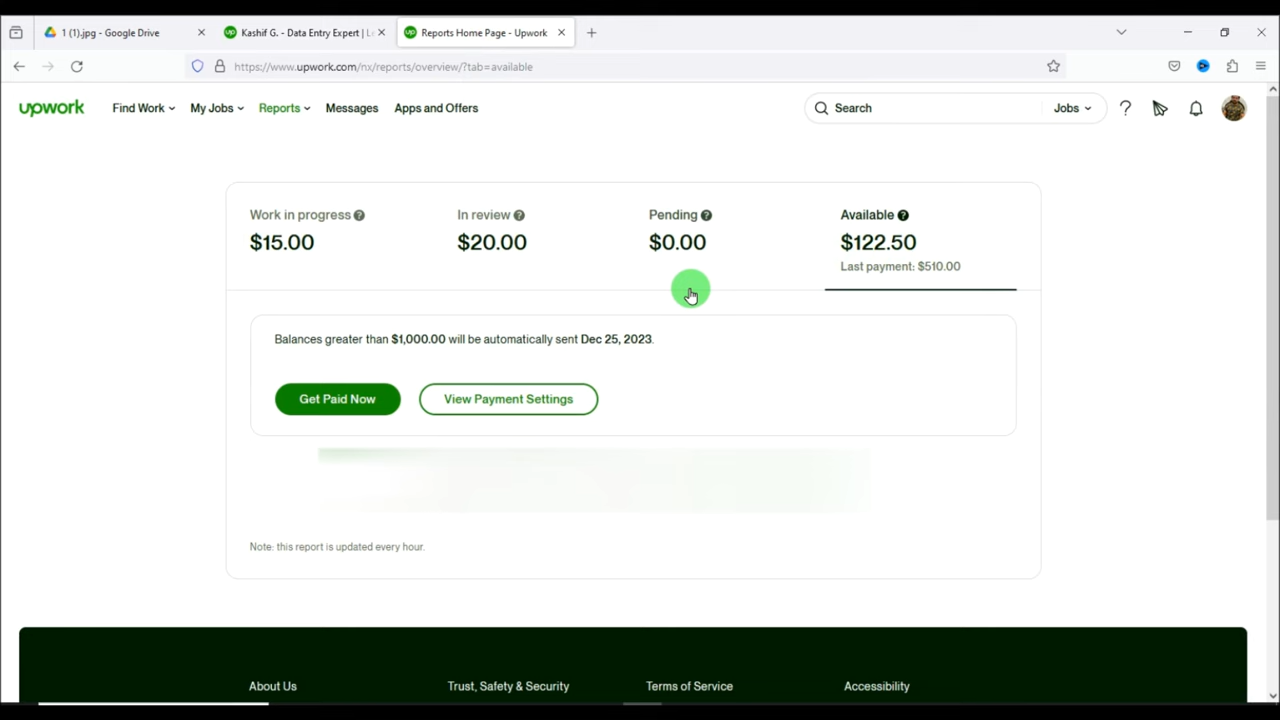 1 (1).jpg - Google Drive
Kashif G. - Data Entry Expert | Le
Reports Home Page - Upwork
https://www.upwork.com/nx/reports/overview/?tab=available
upwork
Find Work
My Jobs
Reports
Messages
Apps and Offers
Search
Jobs
?
Work in progress ?
In review ?
Pending ?
Available ?
$15.00
$20.00
$0.00
$122.50
Last payment: $510.00
Balances greater than $1,000.00 will be automatically sent Dec 25, 2023.
Get Paid Now
View Payment Settings
Note: this report is updated every hour.
About Us
Trust, Safety & Security
Terms of Service
Accessibility